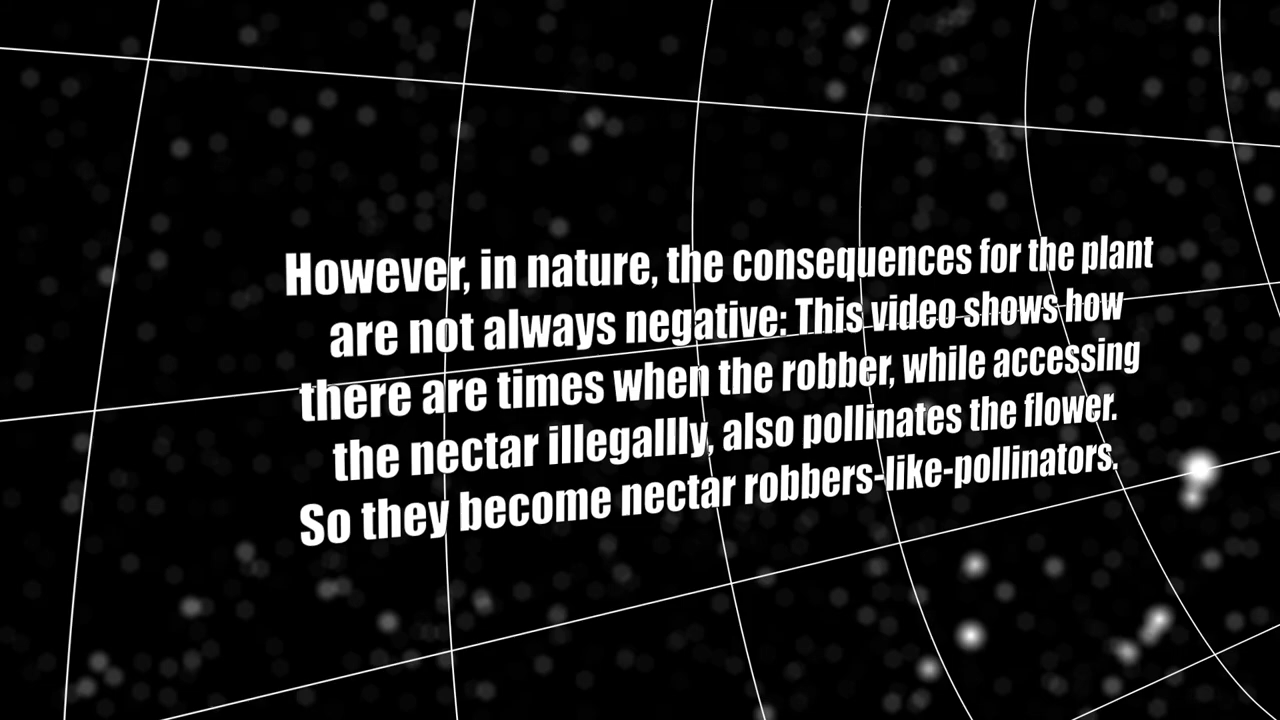 However, in nature, the consequences for the plant
are not always negative: This video shows how
there are times when the robber, while accessing
the nectar illegallly, also pollinates the flower.
So they become nectar robbers-like-pollinators.